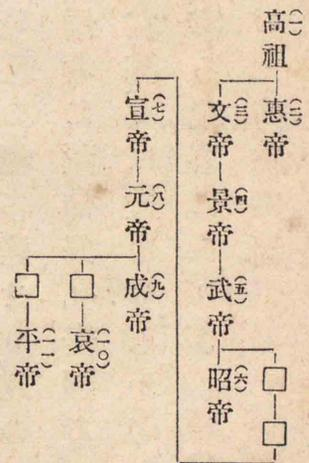 (一)高祖
(二)惠帝
(三)文帝
(四)景帝
(五)武帝
(六)昭帝
□
□
(七)宣帝
(八)元帝
(九)成帝
□
(一〇)哀帝
□
(一一)平帝